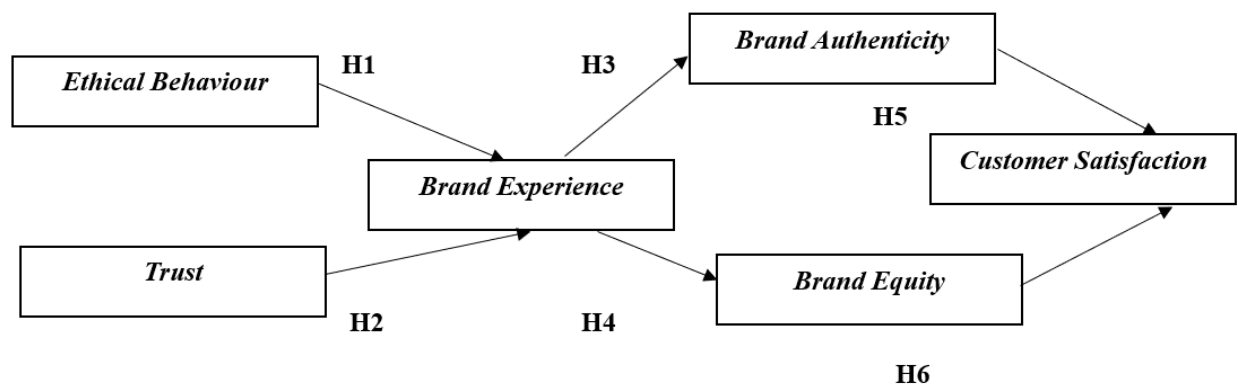 Brand Authenticity
H1
H3
Ethical Behaviour
H5
Customer Satisfaction
Brand Experience
Trust
Brand Equity
H2
H4
H6